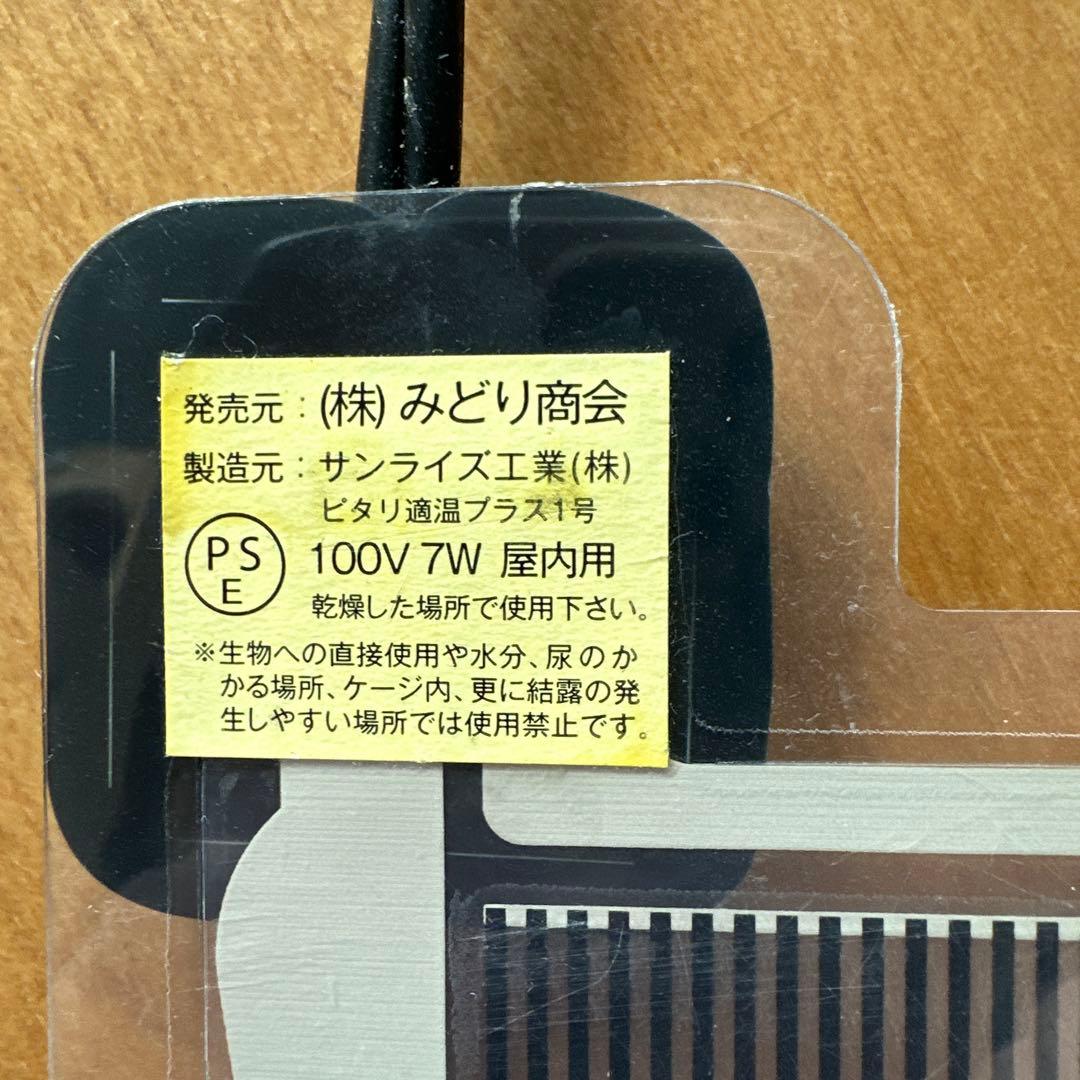 発売元：(株) みどり商会
製造元：サンライズ工業(株)
ピタリ適温プラス1号
PS
E
100V 7W 屋内用
乾燥した場所で使用下さい。
※生物への直接使用や水分、尿のか
かる場所、ケージ内、更に結露の発
生しやすい場所では使用禁止です。